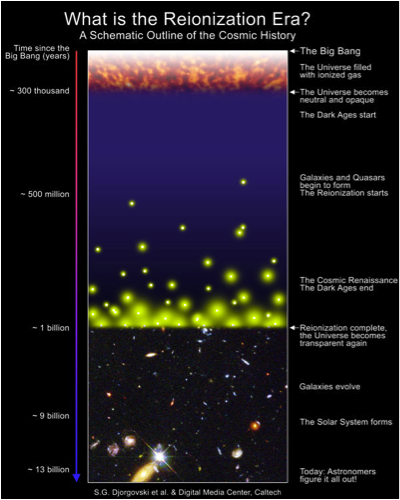 What is the Reionization Era?
A Schematic Outline of the Cosmic History
Time since the
Big Bang (years)
The Big Bang
The Universe filled
with ionized gas
~ 300 thousand
The Universe becomes
neutral and opaque
The Dark Ages start
Galaxies and Quasars
begin to form
~ 500 million
The Reionization starts
The Cosmic Renaissance
The Dark Ages end
~ 1 billion
Reionization complete,
the Universe becomes
transparent again
Galaxies evolve
~ 9 billion
The Solar System forms
~ 13 billion
Today: Astronomers
figure it all out!
S.G. Djorgovski et al. & Digital Media Center, Caltech